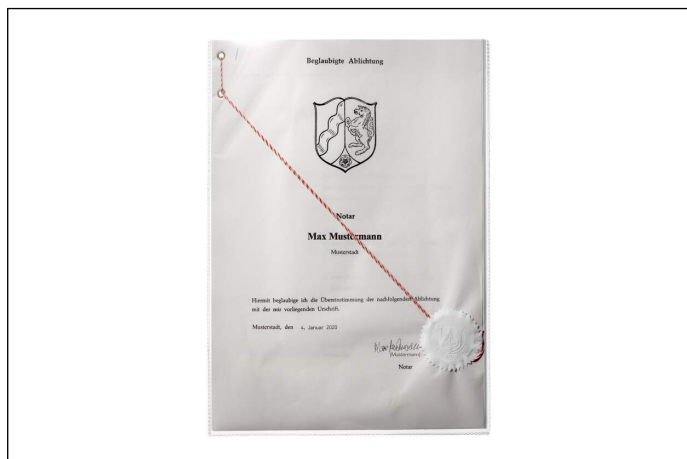 Beglaubigte Ablichtung
Notar
Max Mustermann
Musterstadt
Hiermit beglaubige ich die Übereinstimmung der nachfolgenden Ablichtung
mit der mir vorliegenden Urschrift.
Musterstadt, den 4. Januar 2020
(Mustermann)
Notar